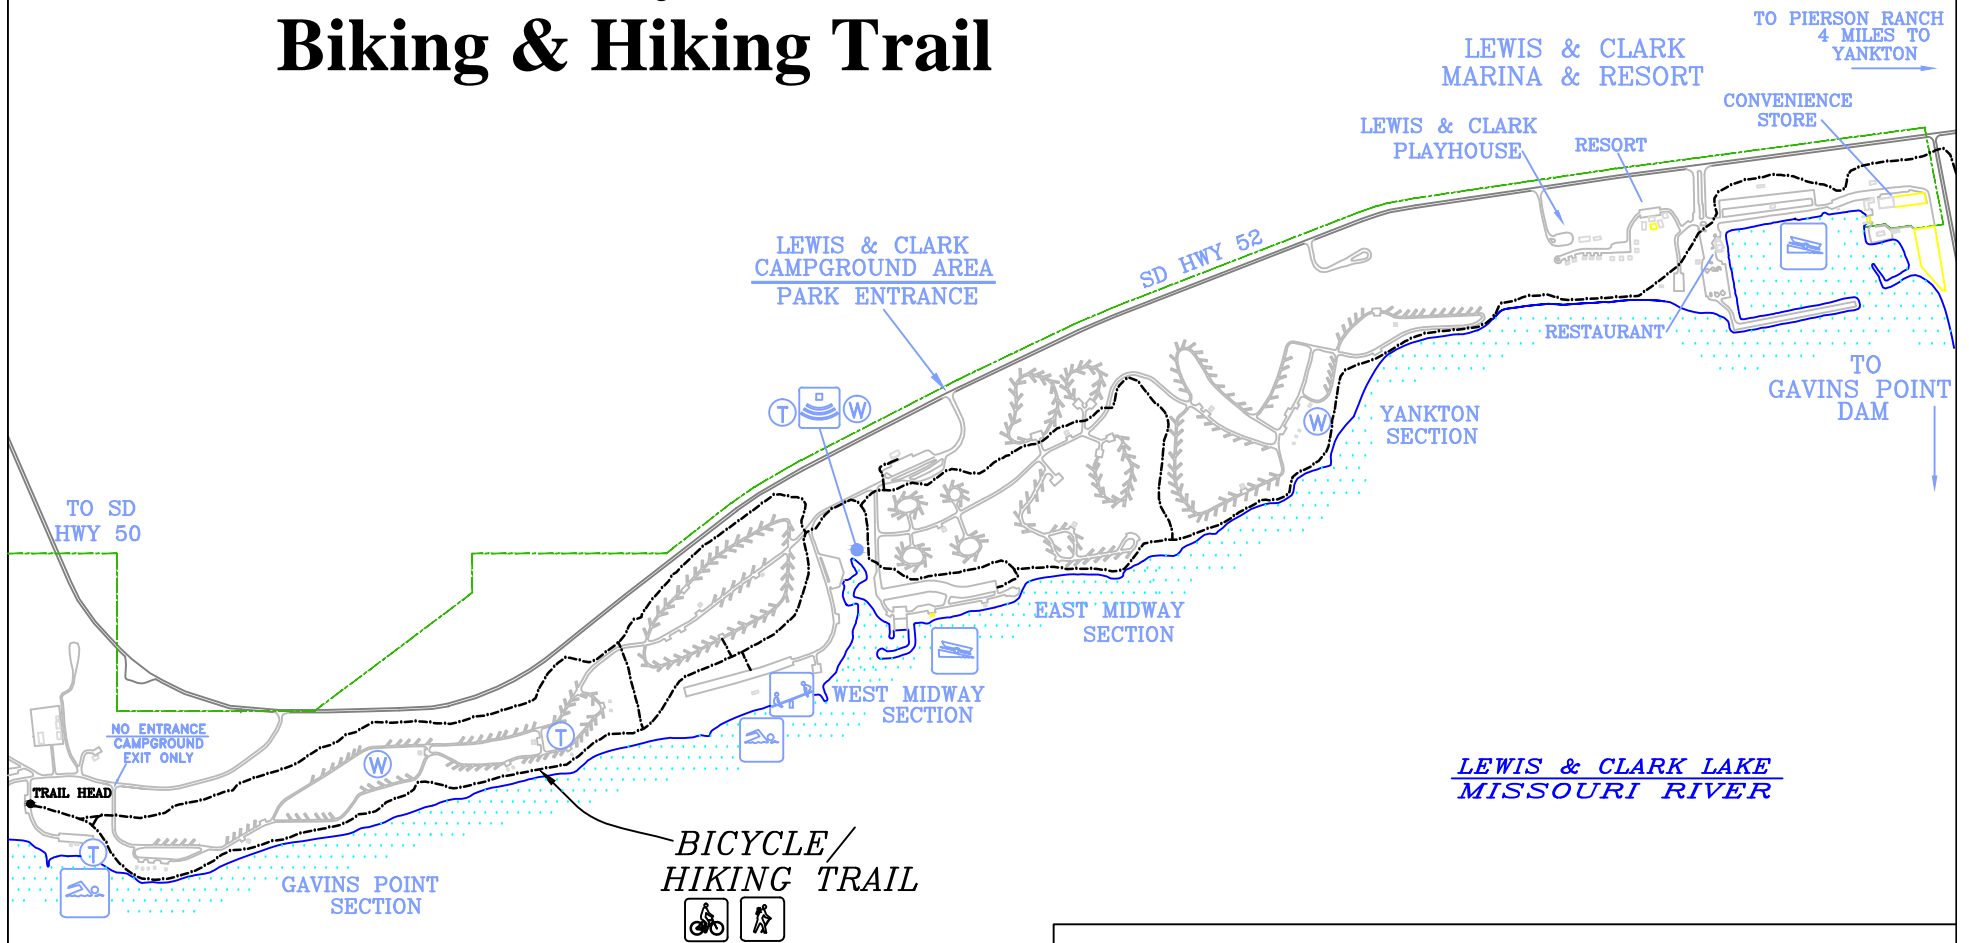 Biking & Hiking Trail
TO PIERSON RANCH
4 MILES TO
YANKTON
LEWIS & CLARK
MARINA & RESORT
CONVENIENCE
STORE
LEWIS & CLARK
PLAYHOUSE
RESORT
LEWIS & CLARK
CAMPGROUND AREA
PARK ENTRANCE
SD HWY 52
RESTAURANT
TO
GAVINS POINT
DAM
T
W
W
YANKTON
SECTION
TO SD
HWY 50
EAST MIDWAY
SECTION
WEST MIDWAY
SECTION
NO ENTRANCE
CAMPGROUND
EXIT ONLY
T
W
TRAIL HEAD
LEWIS & CLARK LAKE
MISSOURI RIVER
BICYCLE/
HIKING TRAIL
T
GAVINS POINT
SECTION